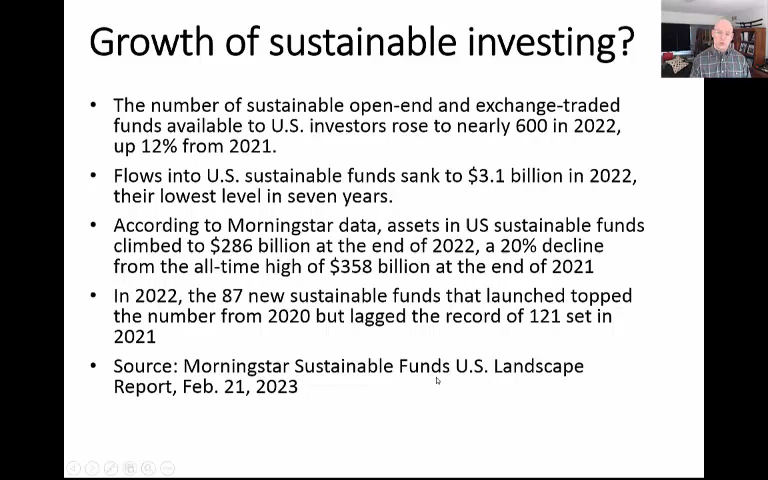 Growth of sustainable investing?
• The number of sustainable open-end and exchange-traded
funds available to U.S. investors rose to nearly 600 in 2022,
up 12% from 2021.
• Flows into U.S. sustainable funds sank to $3.1 billion in 2022,
their lowest level in seven years.
• According to Morningstar data, assets in US sustainable funds
climbed to $286 billion at the end of 2022, a 20% decline
from the all-time high of $358 billion at the end of 2021
• In 2022, the 87 new sustainable funds that launched topped
the number from 2020 but lagged the record of 121 set in
2021
• Source: Morningstar Sustainable Funds U.S. Landscape
Report, Feb. 21, 2023